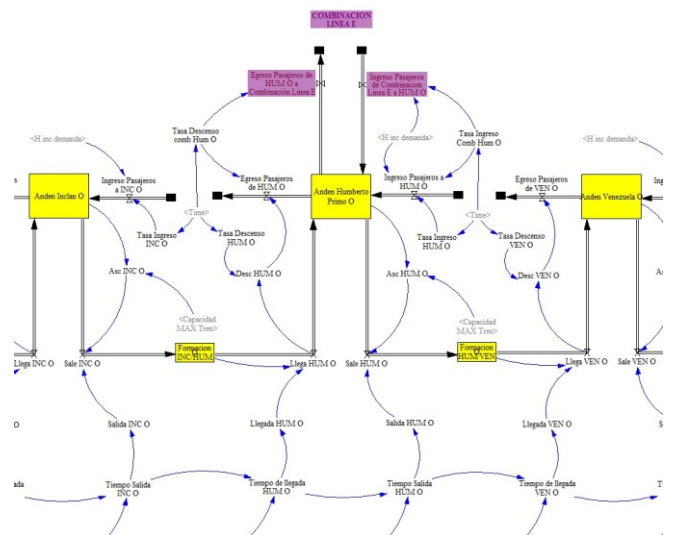 COMBINACION
LINEA E
Egreso Pasajeros de
HUM O a
Combinación Linea E
Ingreso Pasajeros
de Combinacion
Linea E a HUM O
Tasa Descenso
comb Hum O
Tasa Ingreso
Comb Hum O
<H inc demanda>
<H inc demanda>
<H inc demanda>
Ingreso Pasajeros
a INC O
Egreso Pasajeros
de HUM O
Ingreso Pasajeros a
HUM O
Egreso Pasajeros
de VEN O
Anden Inclan O
Anden Humberto
Primo O
Anden Venezuela O
<Time>
<Time>
Tasa Ingreso
INC O
Tasa Descenso
HUM O
Tasa Ingreso
HUM O
Tasa Descenso
VEN O
Asc INC O
Desc HUM O
Asc HUM O
Desc VEN O
<Capacidad
MAX Tren>
<Capacidad
MAX Tren>
Formacion
INC/HUM
Formacion
HUM/VEN
Llega INC O
Sale INC O
Llega HUM O
Sale HUM O
Llega VEN O
Sale VEN O
Salida INC O
Llegada HUM O
Salida HUM O
Llegada VEN O
Tiempo Salida
INC O
Tiempo de llegada
HUM O
Tiempo Salida
HUM O
Tiempo de llegada
VEN O